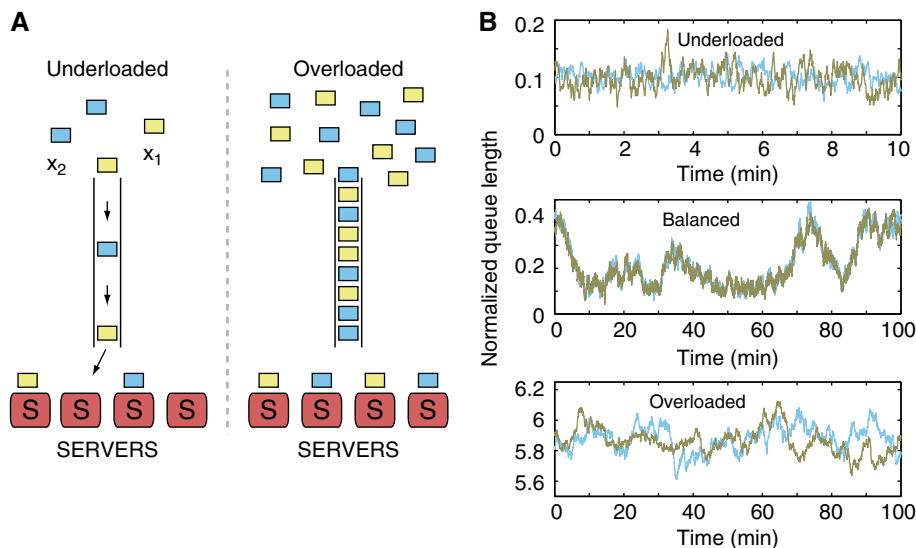 A
Underloaded
Overloaded
x2
x1
S S S S
SERVERS
S S S S
SERVERS
B
Normalized queue length
Underloaded
0.2
0.1
0
0 2 4 6 8 10
Time (min)
Balanced
0.4
0.2
0
0 20 40 60 80 100
Time (min)
Overloaded
6.2
6
5.8
5.6
0 20 40 60 80 100
Time (min)